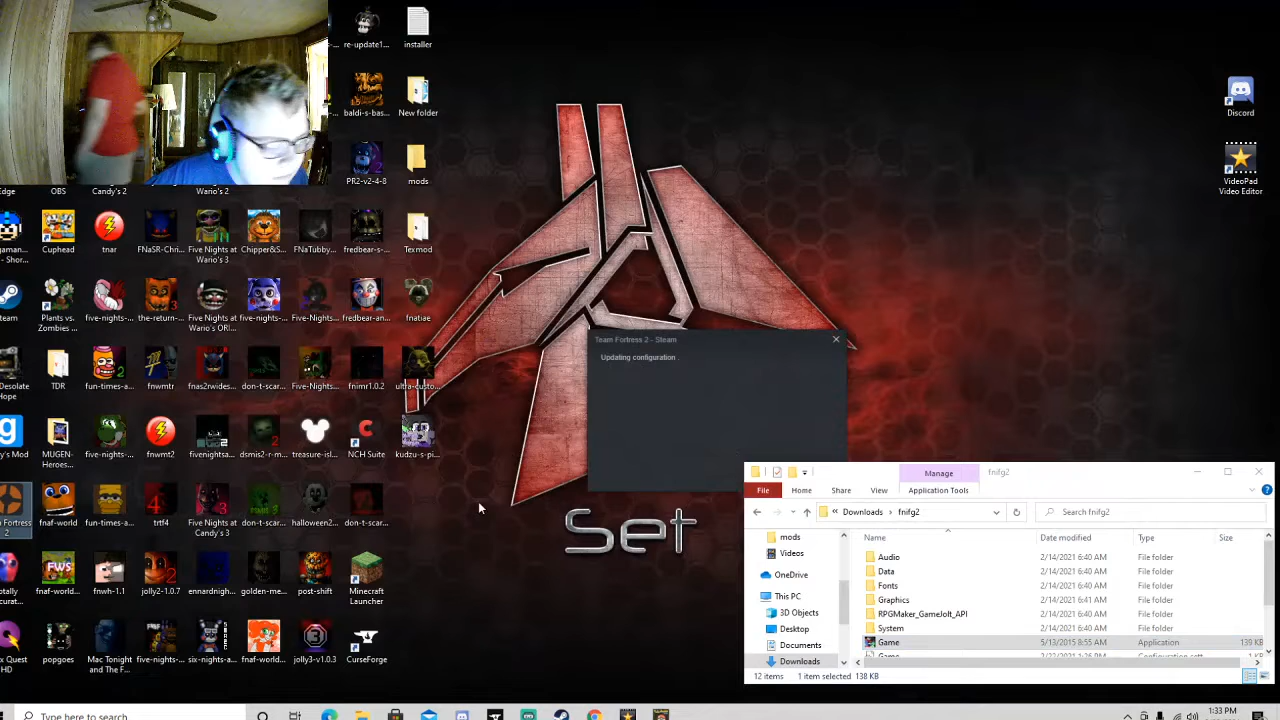 re-update1...
installer
baldi-s-bas...
New folder
Discord
PR2-v2-4-8
mods
VideoPad
Video Editor
Edge
OBS
Candy's 2
Wario's 2
Cuphead
tnar
FNaSR-Chri...
Five Nights at
Wario's 3
Chipper&S...
FNaTubby...
fredbear-s-...
Texmod
Plants vs.
Zombies ...
five-nights-...
the-return-...
Five Nights at
Wario's ORI...
five-nights-...
Five-Nights...
fredbear-an...
fnatiae
Desolate
Hope
TDR
fun-times-a...
fnwmtr
fnas2rwides...
don-t-scar...
Five-Nights...
fnimr1.0.2
ultra-custo...
Team Fortress 2 - Steam
Updating configuration .
MUGEN-
Heroes...
five-nights-...
fnwmt2
fivenightsa...
dsmis2-r-m...
treasure-isl...
NCH Suite
kudzu-s-pi...
Set
fnaf-world
fun-times-a...
trtf4
Five Nights at
Candy's 3
don-t-scar...
halloween2...
don-t-scar...
fnaf-world...
fnwh-1.1
jolly2-1.0.7
ennardnigh...
golden-me...
post-shift
Minecraft
Launcher
popgoes
Mac Tonight
and The F...
five-nights-...
six-nights-a...
fnaf-world...
jolly3-v1.0.3
CurseForge
Manage
fnifg2
File
Home
Share
View
Application Tools
« Downloads › fnifg2
Search fnifg2
Name
Date modified
Type
Size
mods
Videos
OneDrive
This PC
3D Objects
Desktop
Documents
Downloads
Audio 2/14/2021 6:40 AM File folder
Data 2/14/2021 6:40 AM File folder
Fonts 2/14/2021 6:40 AM File folder
Graphics 2/14/2021 6:41 AM File folder
RPGMaker_GameJolt_API 2/14/2021 6:40 AM File folder
System 2/14/2021 6:40 AM File folder
Game 5/13/2015 8:55 AM Application 139 KB
12 items
1 item selected 138 KB
Type here to search
1:33 PM